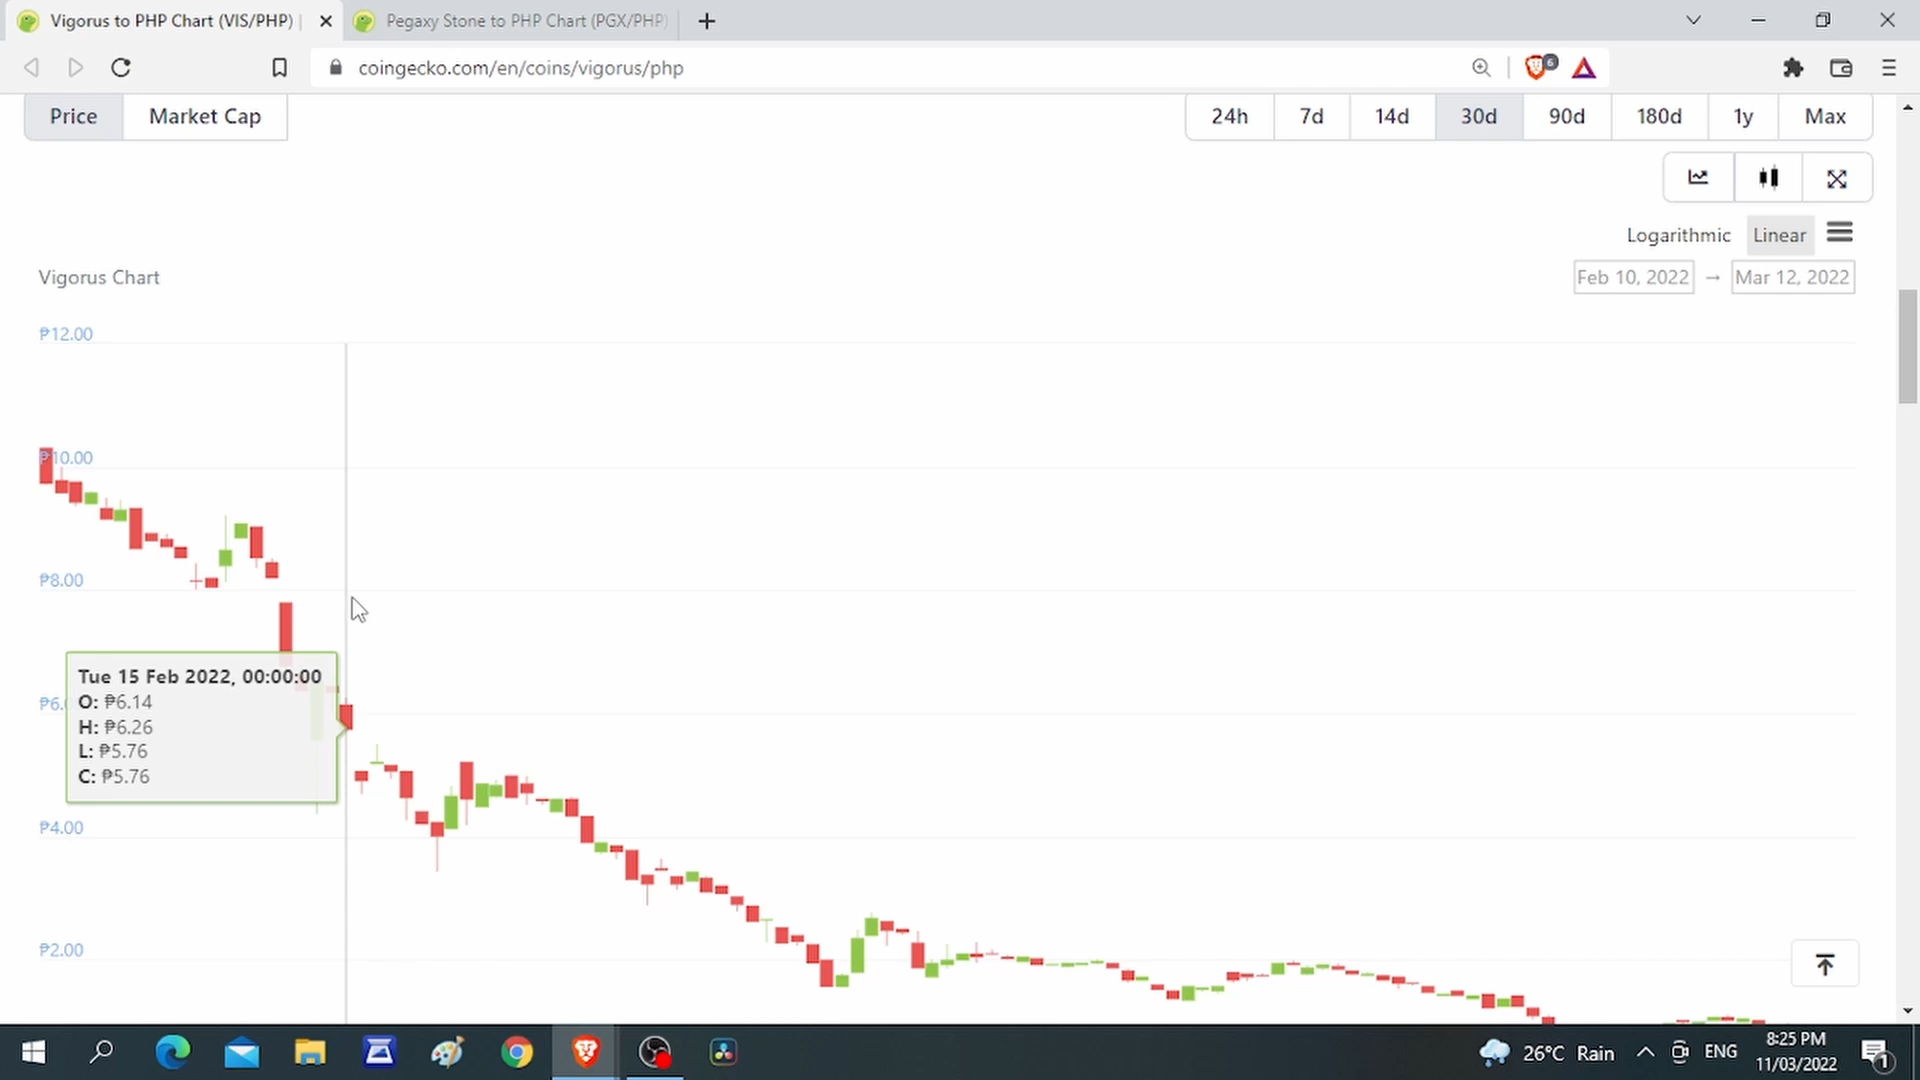 Vigorus to PHP Chart (VIS/PHP) |
Pegaxy Stone to PHP Chart (PGX/PHP)
coingecko.com/en/coins/vigorus/php
6
Price
Market Cap
24h
7d
14d
30d
90d
180d
1y
Max
Logarithmic
Linear
Vigorus Chart
Feb 10, 2022 → Mar 12, 2022
₱12.00
₱10.00
₱8.00
Tue 15 Feb 2022, 00:00:00
O: ₱6.14
H: ₱6.26
L: ₱5.76
C: ₱5.76
₱4.00
₱2.00
26°C Rain
ENG
8:25 PM
11/03/2022
1